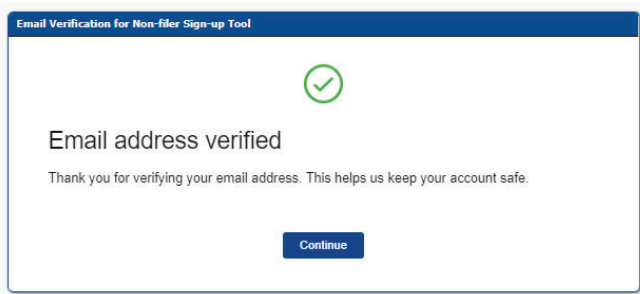 Email Verification for Non-filer Sign-up Tool
Email address verified
Thank you for verifying your email address. This helps us keep your account safe.
Continue